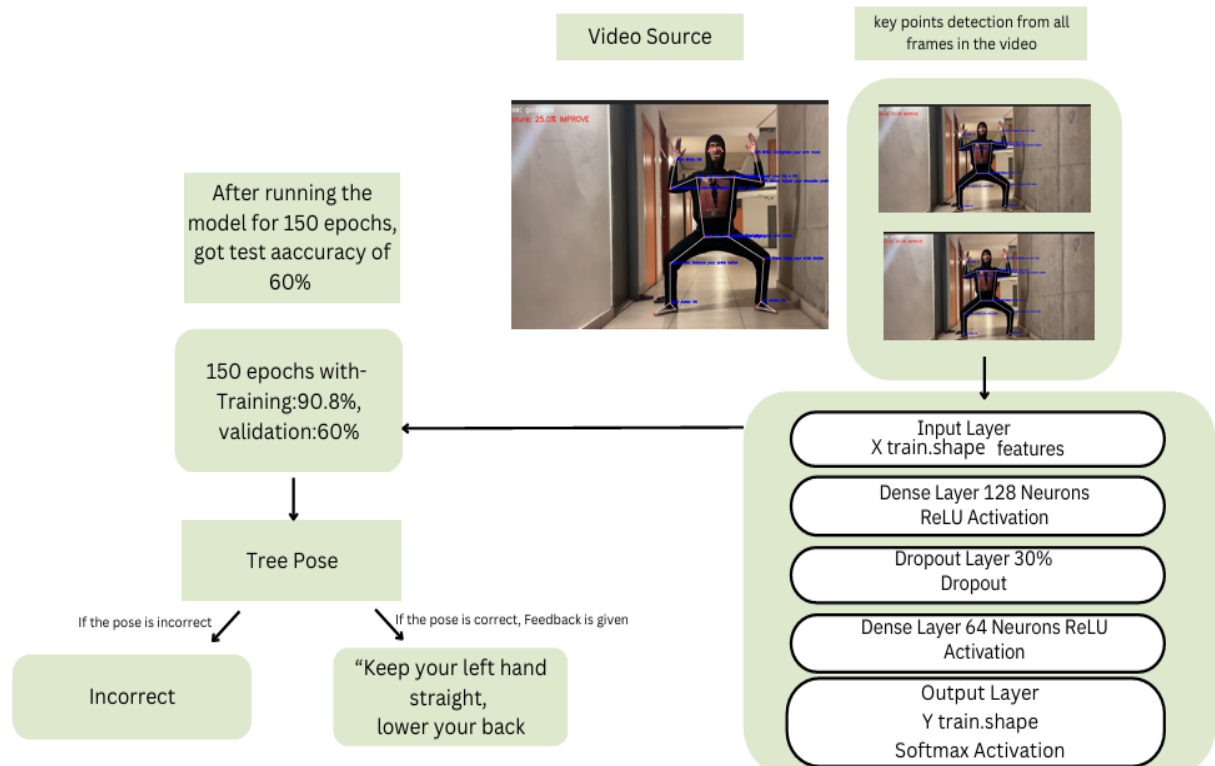 Video Source
key points detection from all
frames in the video
25.0% IMPROVE
After running the
model for 150 epochs,
got test aaccuracy of
60%
150 epochs with-
Training:90.8%,
validation:60%
Input Layer
X train.shape features
Dense Layer 128 Neurons
ReLU Activation
Dropout Layer 30%
Dropout
Dense Layer 64 Neurons ReLU
Activation
Output Layer
Y train.shape
Softmax Activation
Tree Pose
If the pose is incorrect
If the pose is correct, Feedback is given
Incorrect
“Keep your left hand
straight,
lower your back